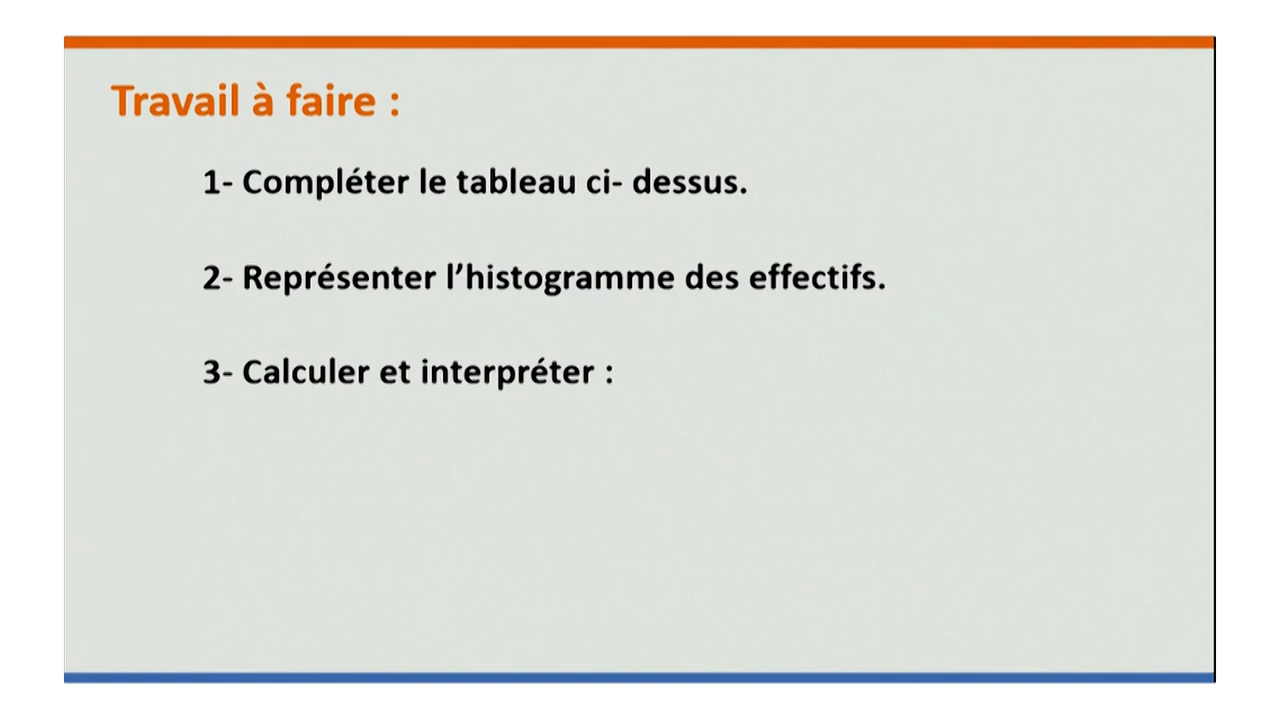 Travail à faire :
1- Compléter le tableau ci- dessus.
2- Représenter l’histogramme des effectifs.
3- Calculer et interpréter :